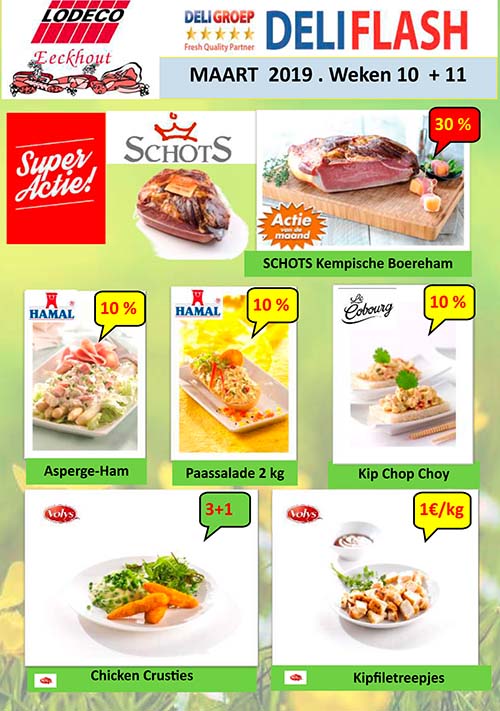 LODECO
Eeckhout
DELI GROEP
Fresh Quality Partner
DELIFLASH
MAART 2019 . Weken 10 + 11
Super
Actie!
SCHOTS
30 %
Actie
van de
maand
SCHOTS Kempische Boereham
HAMAL
10 %
HAMAL
10 %
Le
Cobourg
10 %
Asperge-Ham
Paassalade 2 kg
Kip Chop Choy
Volys
3+1
Volys
1€/kg
Chicken Crusties
Kipfiletreepjes